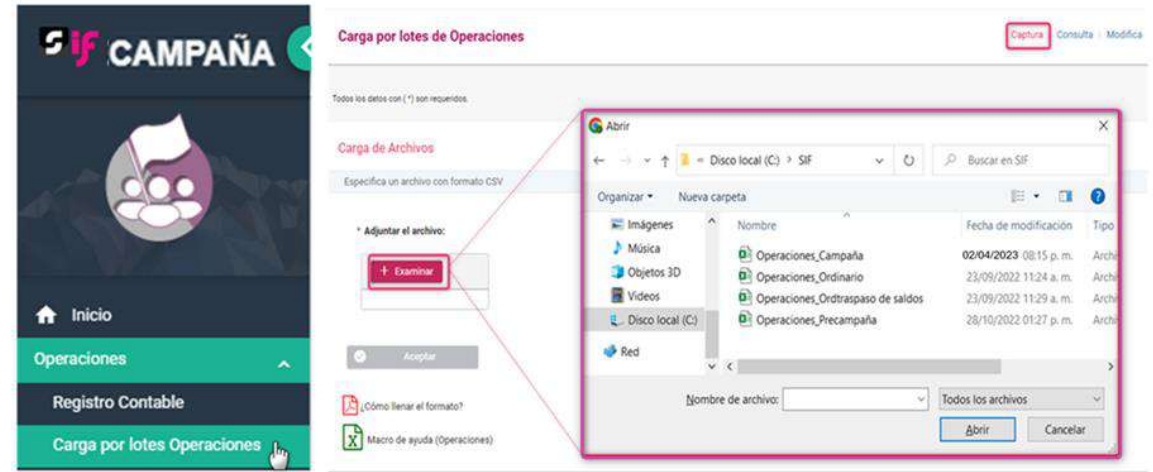 Sif CAMPAÑA
Inicio
Operaciones
Registro Contable
Carga por lotes Operaciones
Carga por lotes de Operaciones
Captura Consulta | Modifica
Todos los datos con ( *) son requeridos.
Carga de Archivos
Especifica un archivo con formato CSV
* Adjuntar el archivo:
+ Examinar
Aceptar
¿Cómo llenar el formato?
Macro de ayuda (Operaciones)
Abrir
« Disco local (C:) > SIF
Buscar en SIF
Organizar
Nueva carpeta
Imágenes
Música
Objetos 3D
Videos
Disco local (C:)
Red
Nombre Fecha de modificación Tipo
Operaciones_Campaña 02/04/2023 08:15 p. m. Archi
Operaciones_Ordinario 23/09/2022 11:24 a. m. Archi
Operaciones_Ordtraspaso de saldos 23/09/2022 11:29 a. m. Archi
Operaciones_Precampaña 28/10/2022 01:27 p. m. Archi
Nombre de archivo:
Todos los archivos
Abrir Cancelar